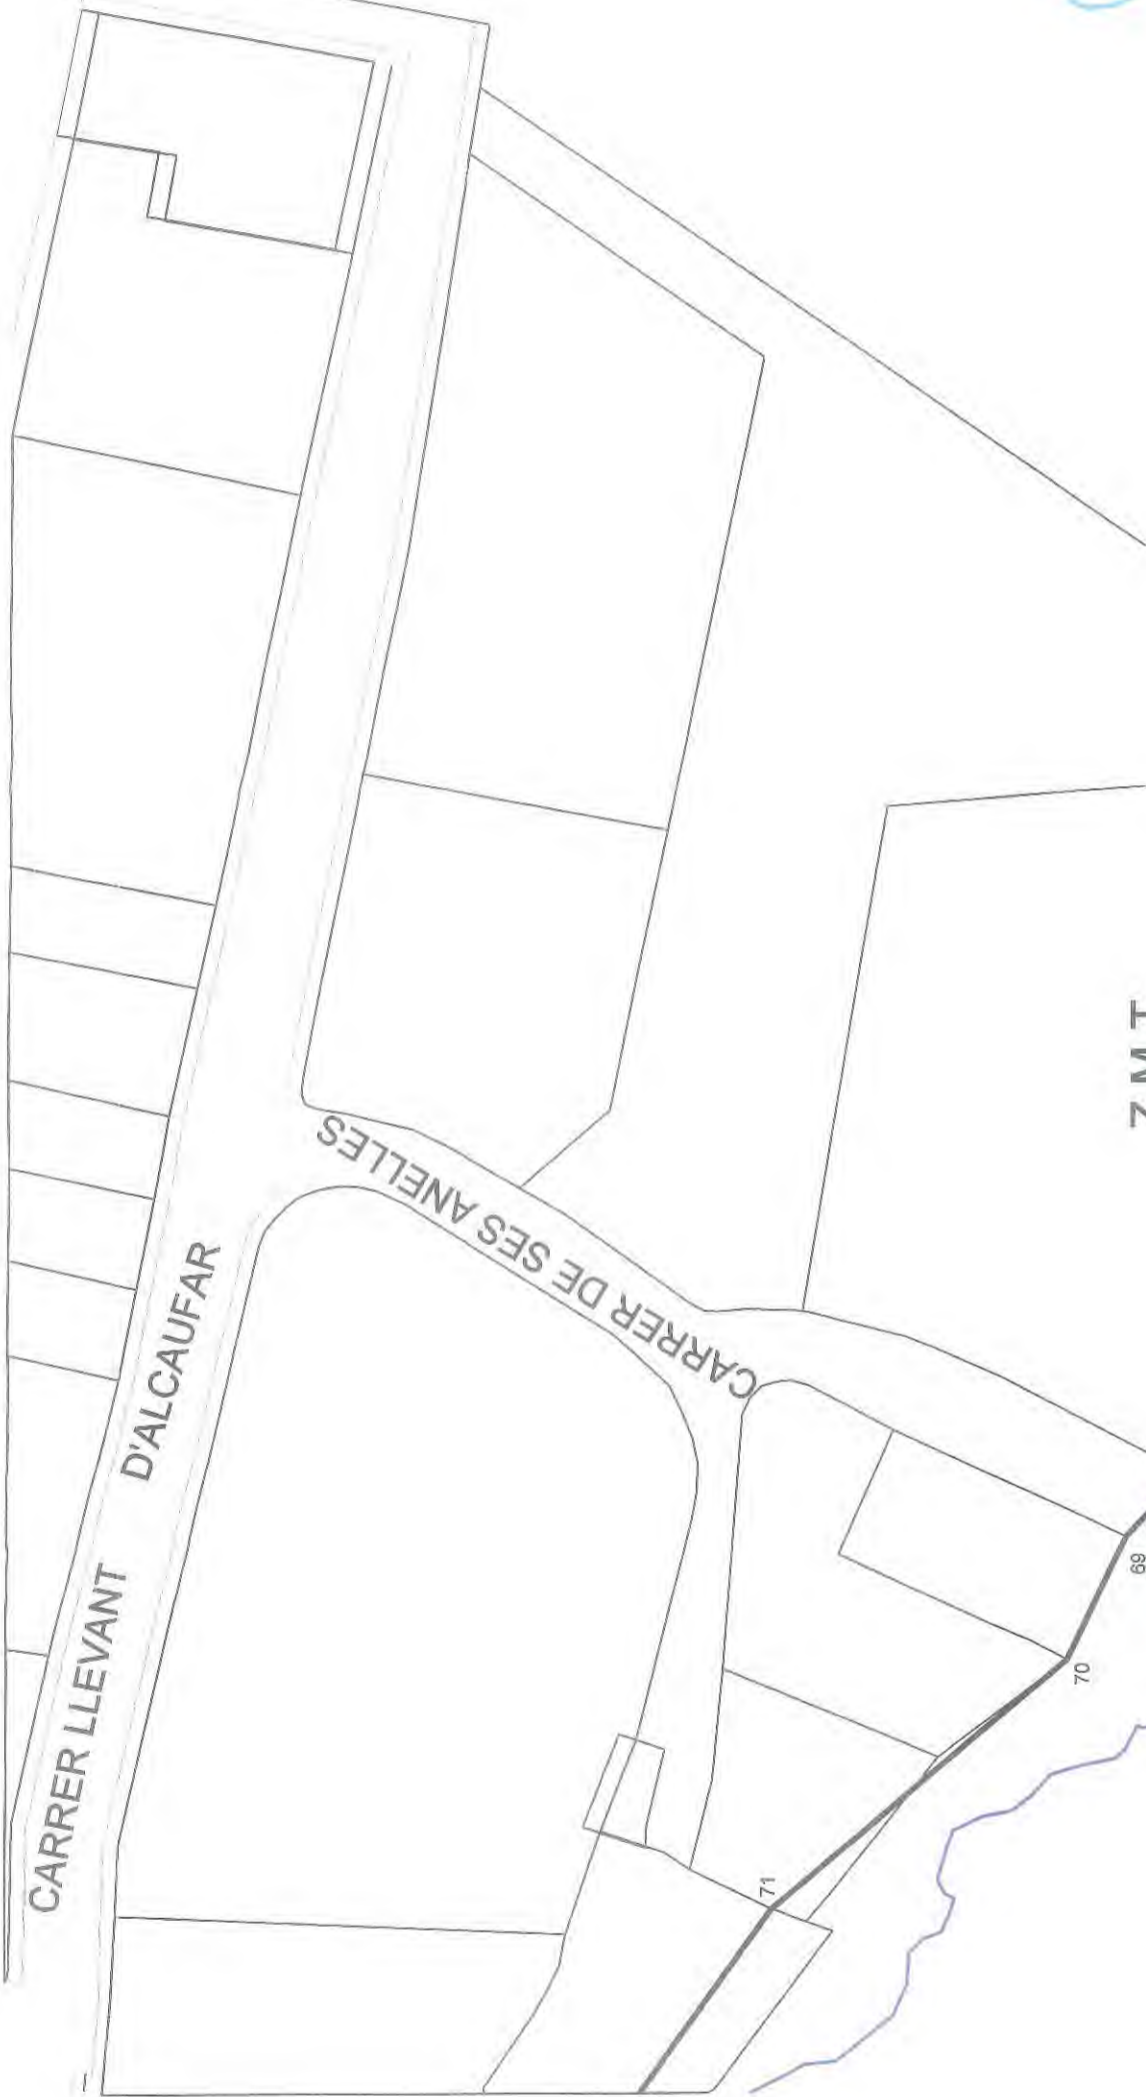 CARRER LLEVANT D'ALCAUFAR
CARRER DE SES ANELLES
Z M T
71
70
69